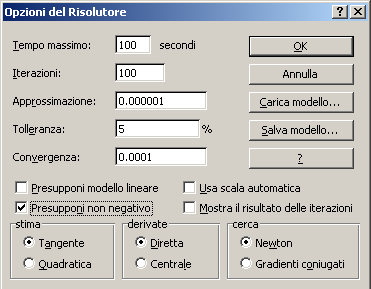 Opzioni del Risolutore
Tempo massimo: 100 secondi OK
Iterazioni: 100 Annulla
Approssimazione: 0.000001 Carica modello...
Tolleranza: 5 % Salva modello...
Convergenza: 0.0001 ?
Presupponi modello lineare Usa scala automatica
Presupponi non negativo Mostra il risultato delle iterazioni
stima derivate cerca
Tangente Diretta Newton
Quadratica Centrale Gradienti coniugati